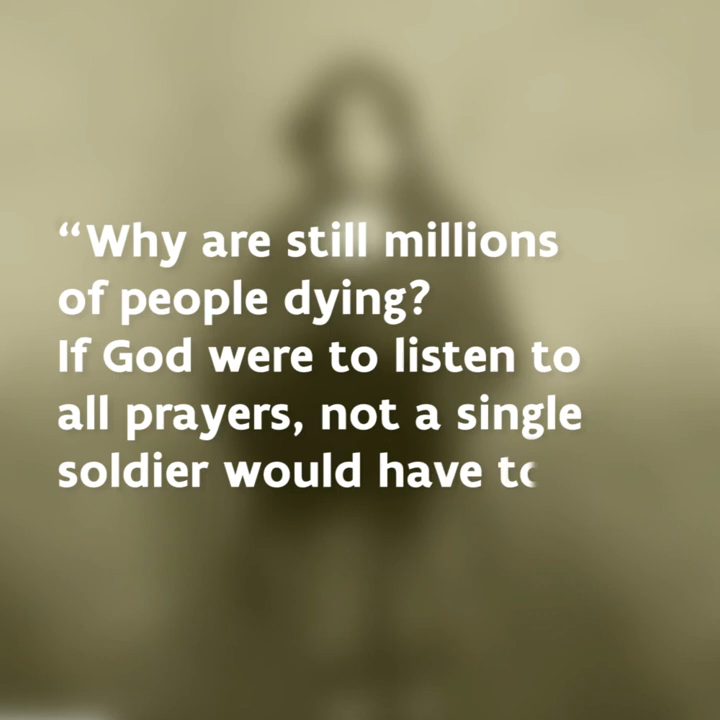 “Why are still millions
of people dying?
If God were to listen to
all prayers, not a single
soldier would have to